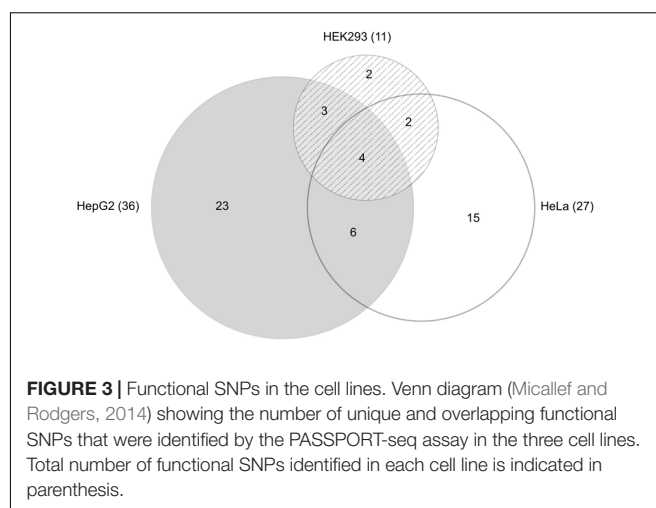 HEK293 (11)
2
3
2
4
HepG2 (36)
23
6
15
HeLa (27)
FIGURE 3 | Functional SNPs in the cell lines. Venn diagram (Micallef and
Rodgers, 2014) showing the number of unique and overlapping functional
SNPs that were identified by the PASSPORT-seq assay in the three cell lines.
Total number of functional SNPs identified in each cell line is indicated in
parenthesis.